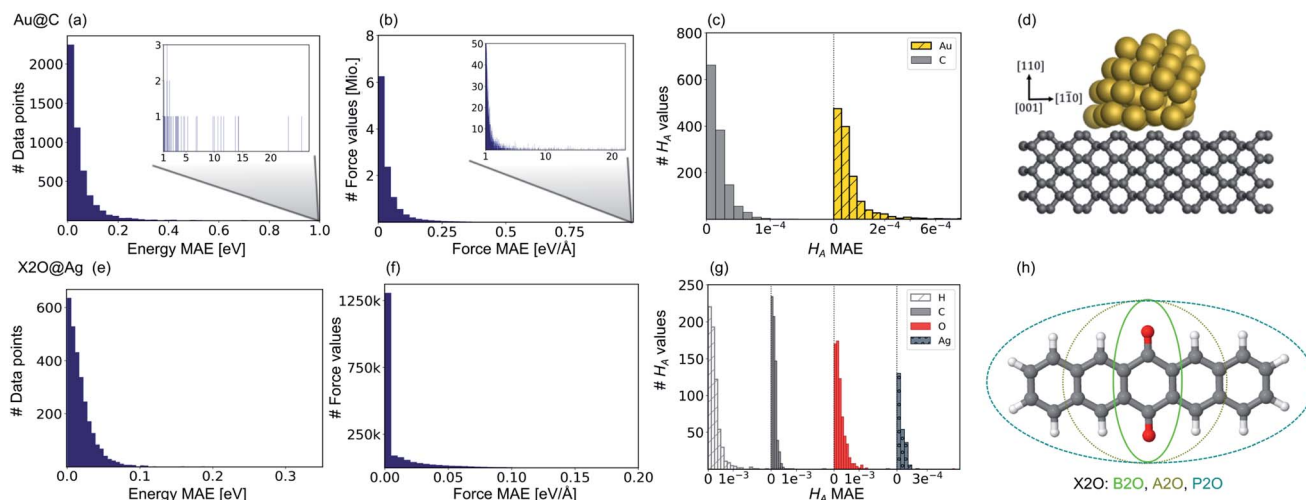 Au@C (a)
# Data points
2000
1500
1000
500
3
2
1
1 5 10 15 20
0.0 0.2 0.4 0.6 0.8 1.0
Energy MAE [eV]
(b)
# Force values [Mio.]
8
6
4
2
50
40
30
20
10
1 10 20
0 0.25 0.5 0.75
Force MAE [eV/Å]
(c)
# H_A values
800
600
400
200
0
Au
C
0 1e⁻4 0 2e⁻4 6e⁻4
H_A MAE
(d)
[110]
[11̄0]
[001]
X2O@Ag (e)
# Data points
600
400
200
0.0 0.1 0.2 0.3
Energy MAE [eV]
(f)
# Force values
1250k
750k
250k
0.00 0.05 0.10 0.15 0.20
Force MAE [eV/Å]
(g)
# H_A values
250
200
150
100
50
0
H
C
O
Ag
0 1e⁻3 0 1e⁻3 0 1e⁻3 0 3e⁻4
H_A MAE
(h)
X2O: B2O, A2O, P2O